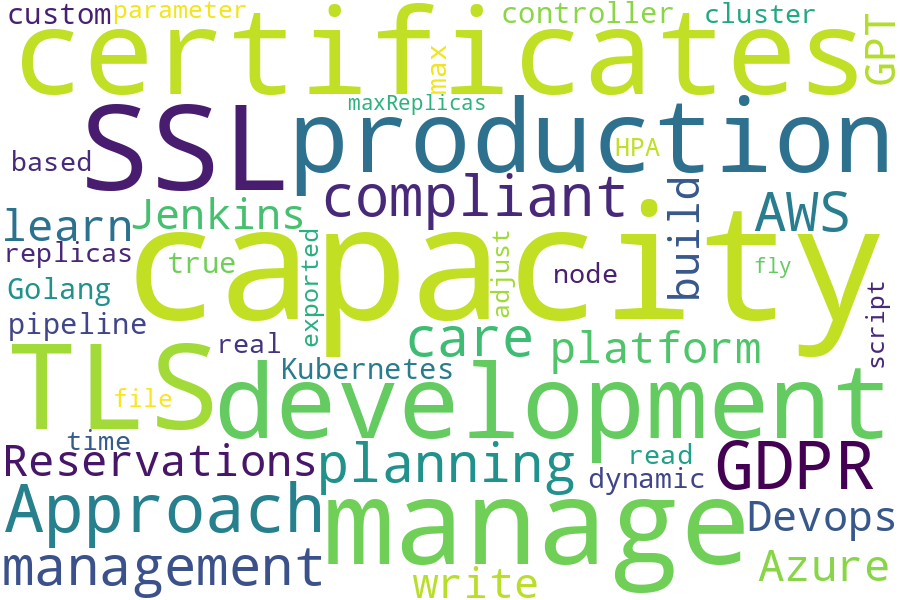 custom
parameter
controller
cluster
certificates
GPT
max
maxReplicas
SSL
production
HPA
based
compliant
build
AWS
learn
Jenkins
capacity
replicas
true
exported
adjust
node
fly
Golang
script
pipeline
real
care
platform
TLS
Kubernetes
development
file
time
Reservations
planning
read
GDPR
dynamic
Approach
manage
Devops
management
write
Azure